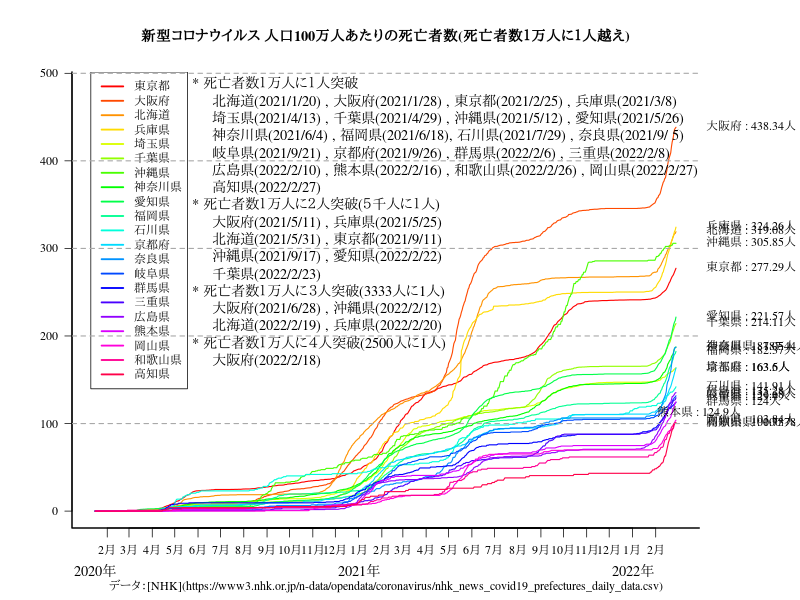 新型コロナウイルス 人口100万人あたりの死亡者数(死亡者数1万人に1人越え)
500
400
300
200
100
0
東京都
大阪府
北海道
兵庫県
埼玉県
千葉県
沖縄県
神奈川県
愛知県
福岡県
石川県
京都府
奈良県
岐阜県
群馬県
三重県
広島県
熊本県
岡山県
和歌山県
高知県
* 死亡者数1万人に1人突破
北海道(2021/1/20) , 大阪府(2021/1/28) , 東京都(2021/2/25) , 兵庫県(2021/3/8)
埼玉県(2021/4/13) , 千葉県(2021/4/29) , 沖縄県(2021/5/12) , 愛知県(2021/5/26)
神奈川県(2021/6/4) , 福岡県(2021/6/18), 石川県(2021/7/29) , 奈良県(2021/9/ 5)
岐阜県(2021/9/21) , 京都府(2021/9/26) , 群馬県(2022/2/6) , 三重県(2022/2/8)
広島県(2022/2/10) , 熊本県(2022/2/16) , 和歌山県(2022/2/26) , 岡山県(2022/2/27)
高知県(2022/2/27)
* 死亡者数1万人に2人突破(5千人に1人)
大阪府(2021/5/11) , 兵庫県(2021/5/25)
北海道(2021/5/31) , 東京都(2021/9/11)
沖縄県(2021/9/17) , 愛知県(2022/2/22)
千葉県(2022/2/23)
* 死亡者数1万人に3人突破(3333人に1人)
大阪府(2021/6/28) , 沖縄県(2022/2/12)
北海道(2022/2/19) , 兵庫県(2022/2/20)
* 死亡者数1万人に4人突破(2500人に1人)
大阪府(2022/2/18)
大阪府 : 438.34人
兵庫県 : 324.26人
北海道 : 319.68人
沖縄県 : 305.85人
東京都 : 277.29人
愛知県 : 221.57人
千葉県 : 214.11人
福岡県 : 182.57人
石川県 : 141.91人
群馬県 : 124人
熊本県 : 124.9人
2月 3月 4月 5月 6月 7月 8月 9月 10月 11月 12月 1月 2月 3月 4月 5月 6月 7月 8月 9月 10月 11月 12月 1月 2月
2020年 2021年 2022年
データ : [NHK](https://www3.nhk.or.jp/n-data/opendata/coronavirus/nhk_news_covid19_prefectures_daily_data.csv)